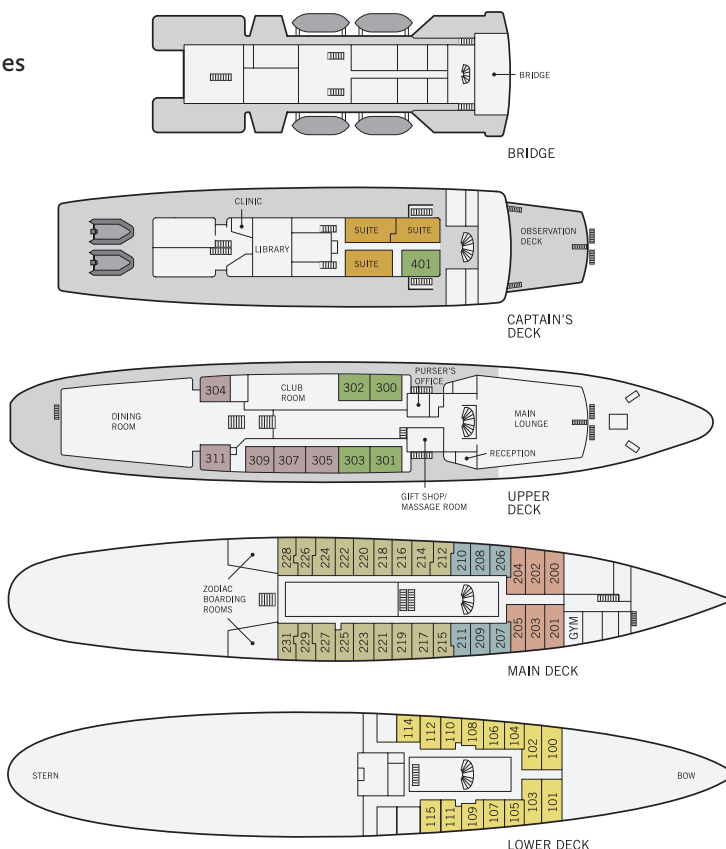 es
BRIDGE
BRIDGE
CLINIC
LIBRARY
SUITE
SUITE
SUITE
401
OBSERVATION
DECK
CAPTAIN'S
DECK
304
CLUB
ROOM
302
300
PURSER'S
OFFICE
DINING
ROOM
MAIN
LOUNGE
311
309
307
305
303
301
RECEPTION
GIFT SHOP/
MASSAGE ROOM
UPPER
DECK
228
226
224
222
220
218
216
214
212
210
208
206
204
202
200
ZODIAC
BOARDING
ROOMS
231
229
227
225
223
221
219
217
215
211
209
207
205
203
201
GYM
MAIN DECK
114
112
110
108
106
104
102
100
STERN
BOW
115
111
109
107
105
103
101
LOWER DECK